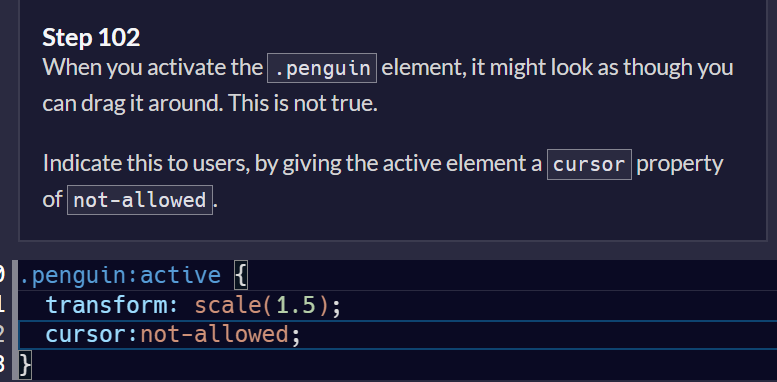 Step 102
When you activate the .penguin element, it might look as though you
can drag it around. This is not true.
Indicate this to users, by giving the active element a cursor property
of not-allowed.
0 .penguin:active {
1 transform: scale(1.5);
2 cursor:not-allowed;
3 }